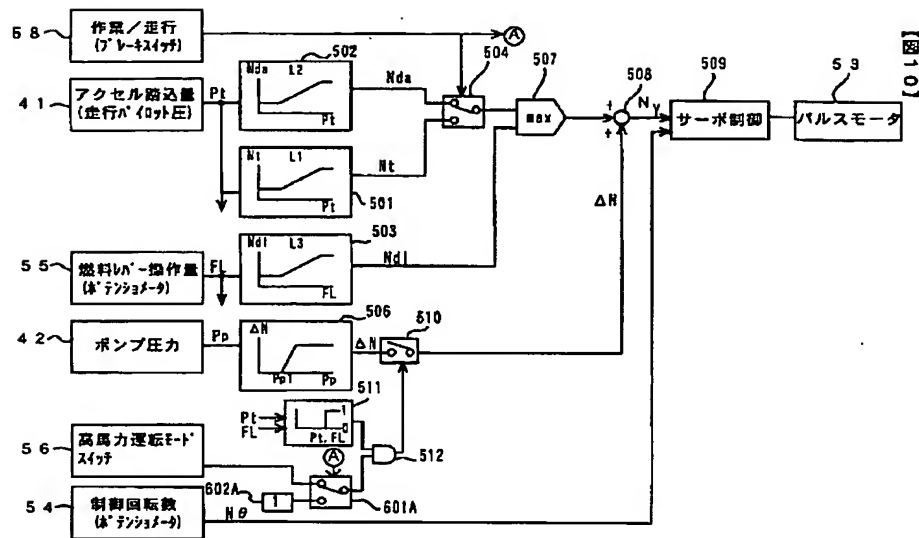 【図10】
58
作業/走行
(ブレーキスイッチ)
A
41
アクセル踏込量
(走行パイロット圧)
Pt
502
Nda
L2
Pt
Nda
504
507
max
508
+
+
Ny
509
サーボ制御
53
パルスモータ
Nt
L1
Pt
501
Nt
ΔN
55
燃料レバー操作量
(ポテンショメータ)
FL
503
Ndl
L3
FL
Ndl
42
ポンプ圧力
Pp
506
ΔN
Pp1
Pp
ΔN
510
511
Pt
FL
1
0
Pt, FL
512
56
高馬力運転モード
スイッチ
A
602A
1
601A
54
制御回転数
(ポテンショメータ)
Nθ